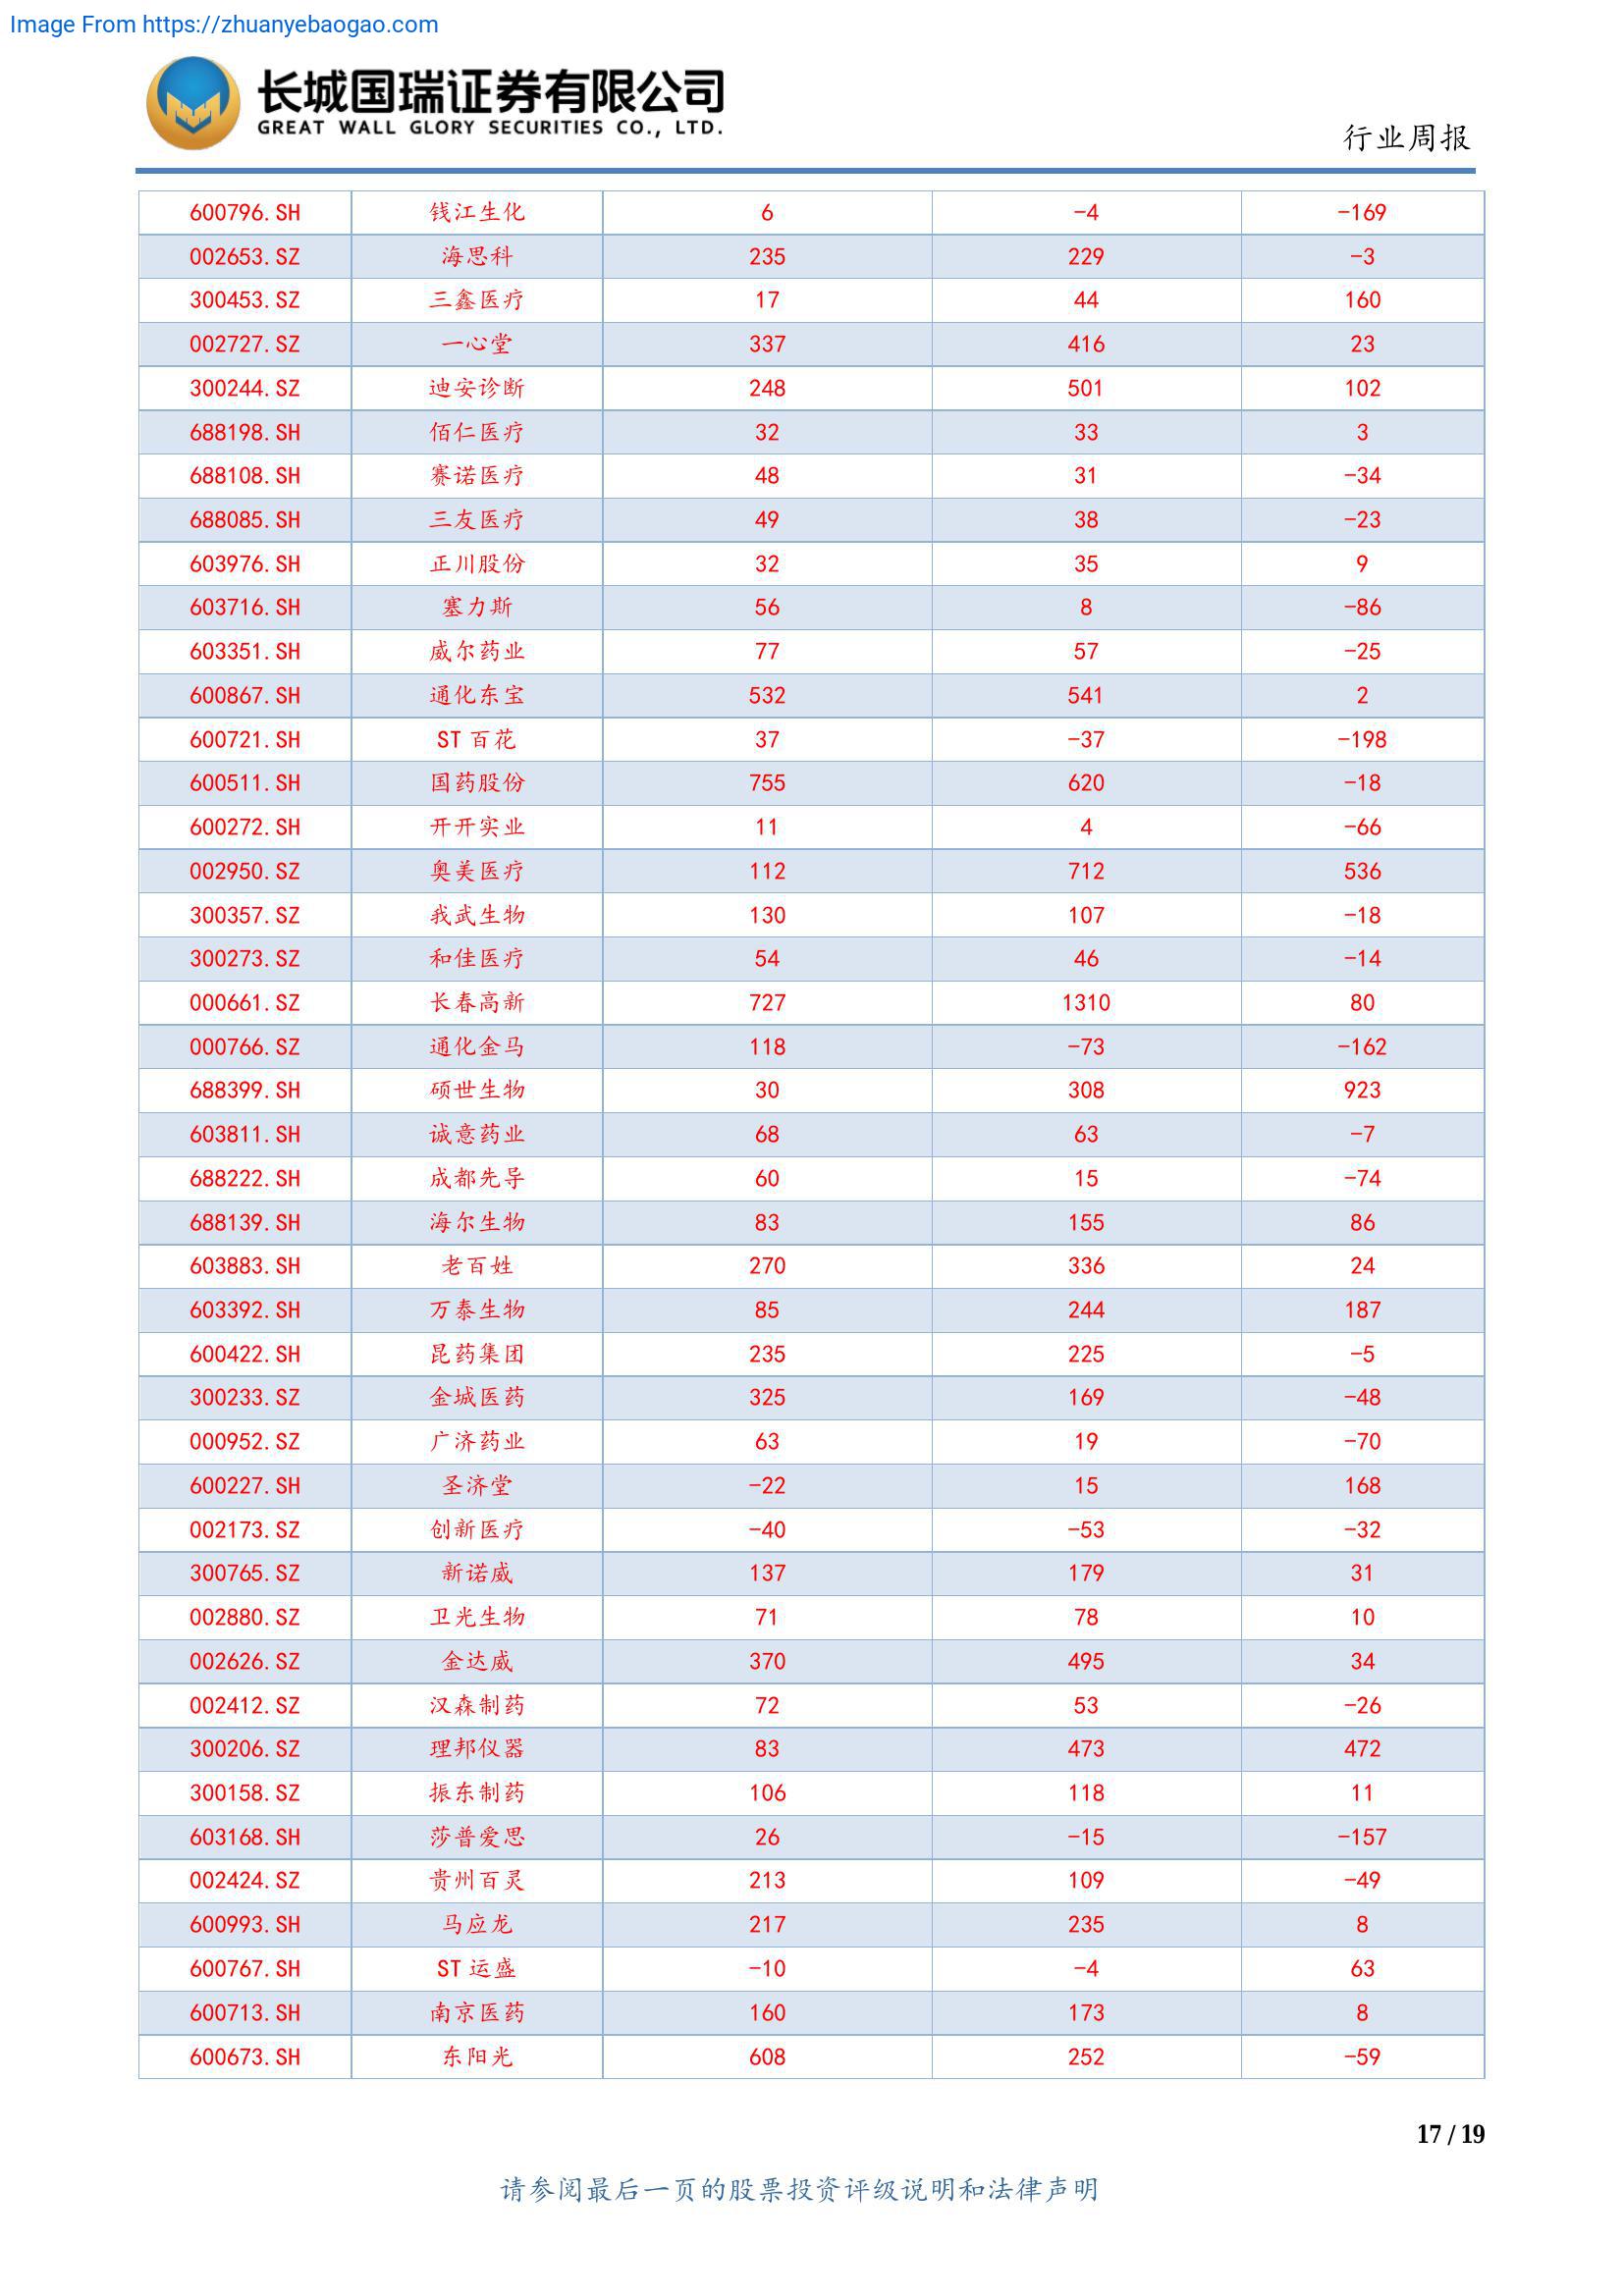 Image From https://zhuanyebaogao.com
长城国瑞证券有限公司
GREAT WALL GLORY SECURITIES CO., LTD.
行业周报
600796.SH 钱江生化 6 -4 -169
002653.SZ 海思科 235 229 -3
300453.SZ 三鑫医疗 17 44 160
002727.SZ 一心堂 337 416 23
300244.SZ 迪安诊断 248 501 102
688198.SH 佰仁医疗 32 33 3
688108.SH 赛诺医疗 48 31 -34
688085.SH 三友医疗 49 38 -23
603976.SH 正川股份 32 35 9
603716.SH 塞力斯 56 8 -86
603351.SH 威尔药业 77 57 -25
600867.SH 通化东宝 532 541 2
600721.SH ST 百花 37 -37 -198
600511.SH 国药股份 755 620 -18
600272.SH 开开实业 11 4 -66
002950.SZ 奥美医疗 112 712 536
300357.SZ 我武生物 130 107 -18
300273.SZ 和佳医疗 54 46 -14
000661.SZ 长春高新 727 1310 80
000766.SZ 通化金马 118 -73 -162
688399.SH 硕世生物 30 308 923
603811.SH 诚意药业 68 63 -7
688222.SH 成都先导 60 15 -74
688139.SH 海尔生物 83 155 86
603883.SH 老百姓 270 336 24
603392.SH 万泰生物 85 244 187
600422.SH 昆药集团 235 225 -5
300233.SZ 金城医药 325 169 -48
000952.SZ 广济药业 63 19 -70
600227.SH 圣济堂 -22 15 168
002173.SZ 创新医疗 -40 -53 -32
300765.SZ 新诺威 137 179 31
002880.SZ 卫光生物 71 78 10
002626.SZ 金达威 370 495 34
002412.SZ 汉森制药 72 53 -26
300206.SZ 理邦仪器 83 473 472
300158.SZ 振东制药 106 118 11
603168.SH 莎普爱思 26 -15 -157
002424.SZ 贵州百灵 213 109 -49
600993.SH 马应龙 217 235 8
600767.SH ST 运盛 -10 -4 63
600713.SH 南京医药 160 173 8
600673.SH 东阳光 608 252 -59
17 / 19
请参阅最后一页的股票投资评级说明和法律声明